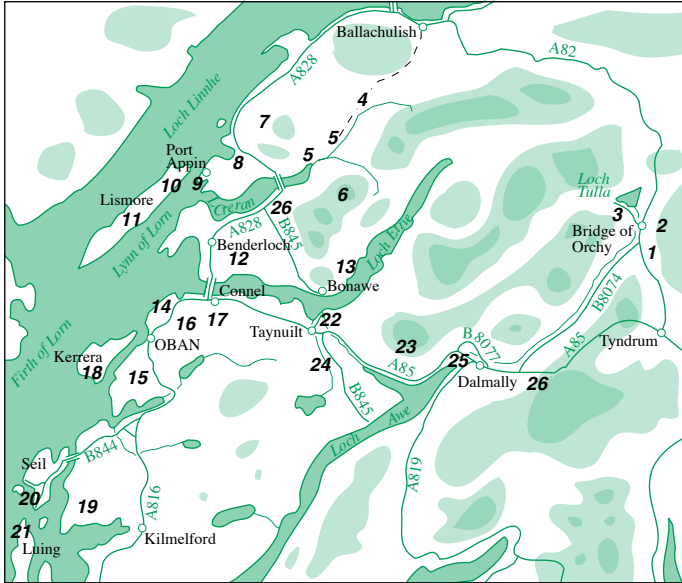 Ballachulish
A82
A828
Loch Linnhe
4
7
5
Port
Appin
8
5
10
9
6
Loch
Tulla
Lismore
11
Creran
26
3
2
Bridge of
Orchy
1
Lynn of Lorn
A828
B845
Loch Etive
Benderloch
12
13
Bonawe
B8074
Connel
14
16
17
22
Taynuilt
Firth of Lorn
OBAN
Kerrera
18
15
23
B8077
A85
Tyndrum
24
A85
25
Dalmally
26
B845
Loch Awe
B844
Seil
A819
20
19
A816
21
Luing
Kilmelford